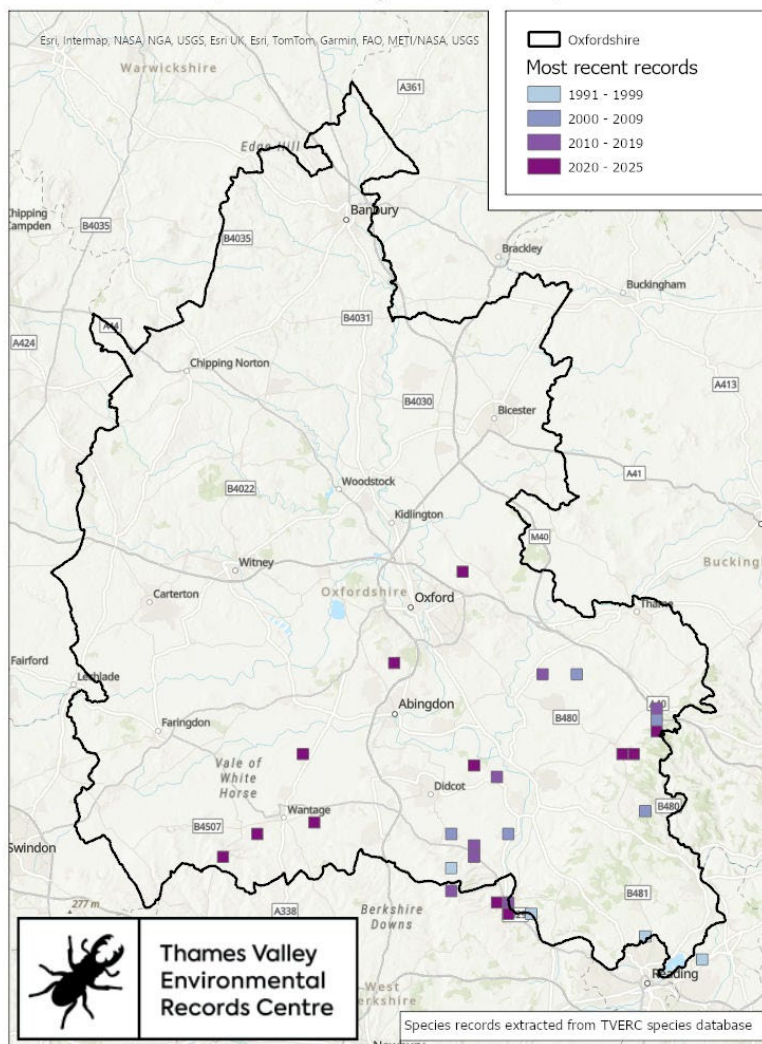 Esri, Intermap, NASA, NGA, USGS, Esri UK, Esri, TomTom, Garmin, FAO, METI/NASA, USGS
Oxfordshire
Most recent records
1991 - 1999
2000 - 2009
2010 - 2019
2020 - 2025
Warwickshire
A361
Edge Hill
Chipping
Campden
B4035
Banbury
B4035
Brackley
Buckingham
A44
B4031
A424
Chipping Norton
A413
B4030
Bicester
Woodstock
A41
B4022
Kidlington
M40
Witney
Bucking
Oxfordshire
Carterton
Oxford
Thame
Fairford
Lechlade
A40
Abingdon
B480
Faringdon
Vale of
White
Horse
Didcot
B480
Wantage
B4507
Swindon
B481
277 m
A338
Berkshire
Downs
Reading
West
erkshire
Thames Valley
Environmental
Records Centre
Species records extracted from TVERC species database